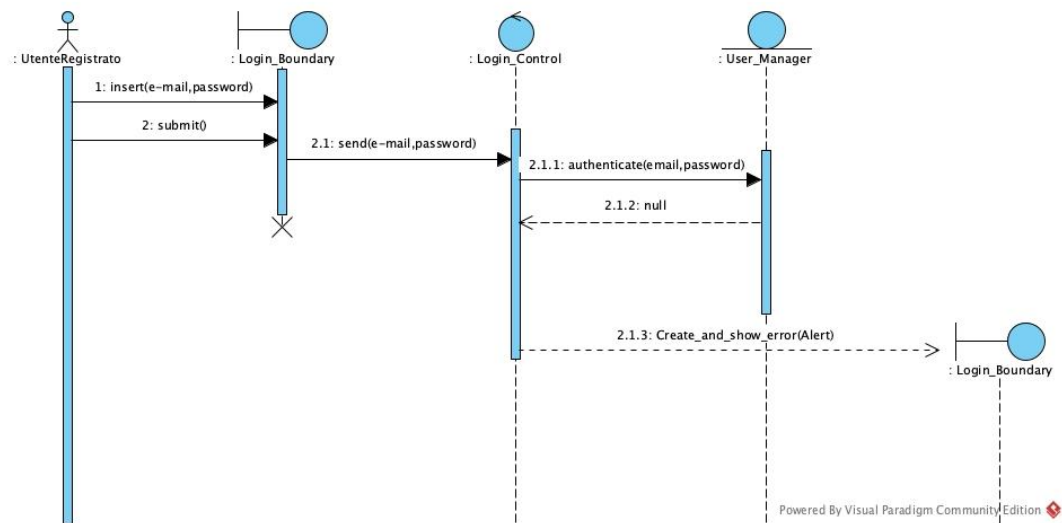 : UtenteRegistrato
: Login_Boundary
: Login_Control
: User_Manager
1: insert(e-mail,password)
2: submit()
2.1: send(e-mail,password)
2.1.1: authenticate(email,password)
2.1.2: null
2.1.3: Create_and_show_error(Alert)
: Login_Boundary
Powered By Visual Paradigm Community Edition